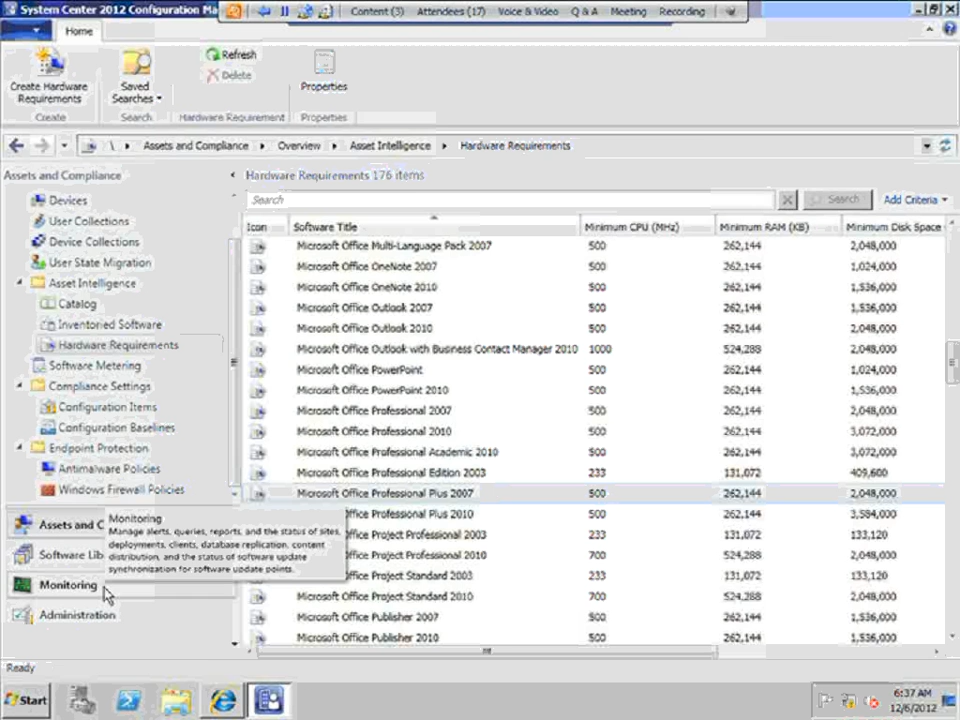 System Center 2012 Configuration Ma
Content (3) Attendees (17) Voice & Video Q & A Meeting Recording
Home
Create Hardware Requirements
Saved Searches
Refresh
Delete
Properties
Create Search Hardware Requirement Properties
\ Assets and Compliance Overview Asset Intelligence Hardware Requirements
Assets and Compliance
Devices
User Collections
Device Collections
User State Migration
Asset Intelligence
Catalog
Inventoried Software
Hardware Requirements
Software Metering
Compliance Settings
Configuration Items
Configuration Baselines
Endpoint Protection
Antimalware Policies
Windows Firewall Policies
Assets and C
Software Lib
Monitoring
Administration
Monitoring
Manage alerts, queries, reports, and the status of sites,
deployments, clients, database replication, content
distribution, and the status of software update
synchronization for software update points.
Hardware Requirements 176 items
Search Search Add Criteria
Icon Software Title Minimum CPU (MHz) Minimum RAM (KB) Minimum Disk Space
Microsoft Office Multi-Language Pack 2007 500 262,144 2,048,000
Microsoft Office OneNote 2007 500 262,144 1,024,000
Microsoft Office OneNote 2010 500 262,144 1,536,000
Microsoft Office Outlook 2007 500 262,144 1,536,000
Microsoft Office Outlook 2010 500 262,144 2,048,000
Microsoft Office Outlook with Business Contact Manager 2010 1000 524,288 2,048,000
Microsoft Office PowerPoint 500 262,144 1,024,000
Microsoft Office PowerPoint 2010 500 262,144 1,536,000
Microsoft Office Professional 2007 500 262,144 2,048,000
Microsoft Office Professional 2010 500 262,144 3,072,000
Microsoft Office Professional Academic 2010 500 262,144 3,072,000
Microsoft Office Professional Edition 2003 233 131,072 409,600
Microsoft Office Professional Plus 2007 500 262,144 2,048,000
Office Professional Plus 2010 500 262,144 3,584,000
Office Project Professional 2003 233 131,072 133,120
Office Project Professional 2010 700 524,288 2,048,000
Office Project Standard 2003 233 131,072 133,120
Microsoft Office Project Standard 2010 700 524,288 2,048,000
Microsoft Office Publisher 2007 500 262,144 1,536,000
Microsoft Office Publisher 2010 500 262,144 1,536,000
Ready
Start
6:37 AM
12/6/2012